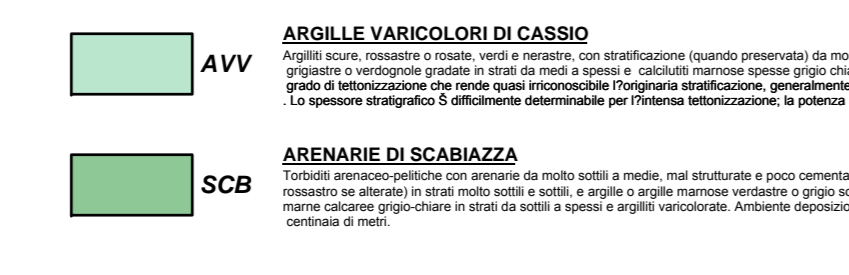 ARGILLE VARICOLORI DI CASSIO
AVV
Argilliti scure, rossastre o rosate, verdi e nerastre, con stratificazione (quando preservata) da mo
grigiastre o verdognole gradate in strati da medi a spessi e calcilutiti marnose spesse grigio chia
grado di tettonizzazione che rende quasi irriconoscibile l?originaria stratificazione, generalmente
. Lo spessore stratigrafico Š difficilmente determinabile per l?intensa tettonizzazione; la potenza
ARENARIE DI SCABIAZZA
SCB
Torbiditi arenaceo-pelitiche con arenarie da molto sottili a medie, mal strutturate e poco cementa
rossastro se alterate) in strati molto sottili e sottili, e argille o argille marnose verdastre o grigio sc
marne calcaree grigio-chiare in strati da sottili a spessi e argilliti varicolorate. Ambiente deposizio
centinaia di metri.